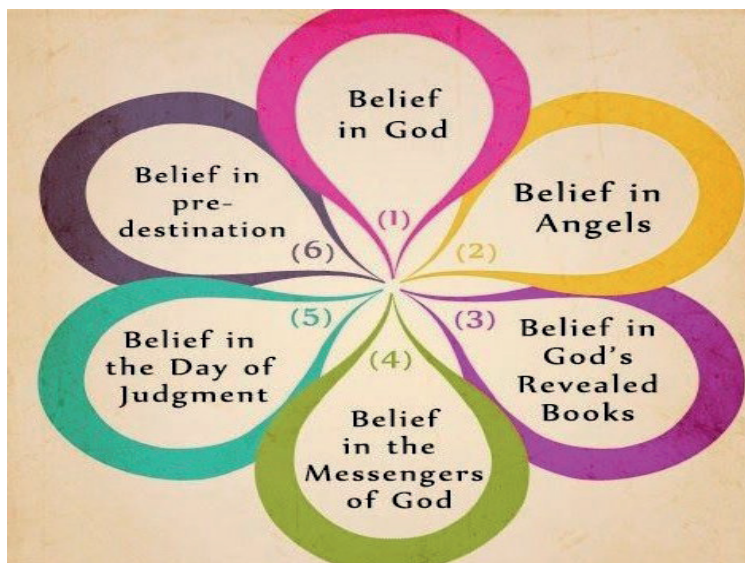 Belief
in God
(1)
Belief in
Angels
(2)
Belief in
God's
Revealed
Books
(3)
Belief
in the
Messengers
of God
(4)
Belief in
the Day of
Judgment
(5)
Belief in
pre-
destination
(6)